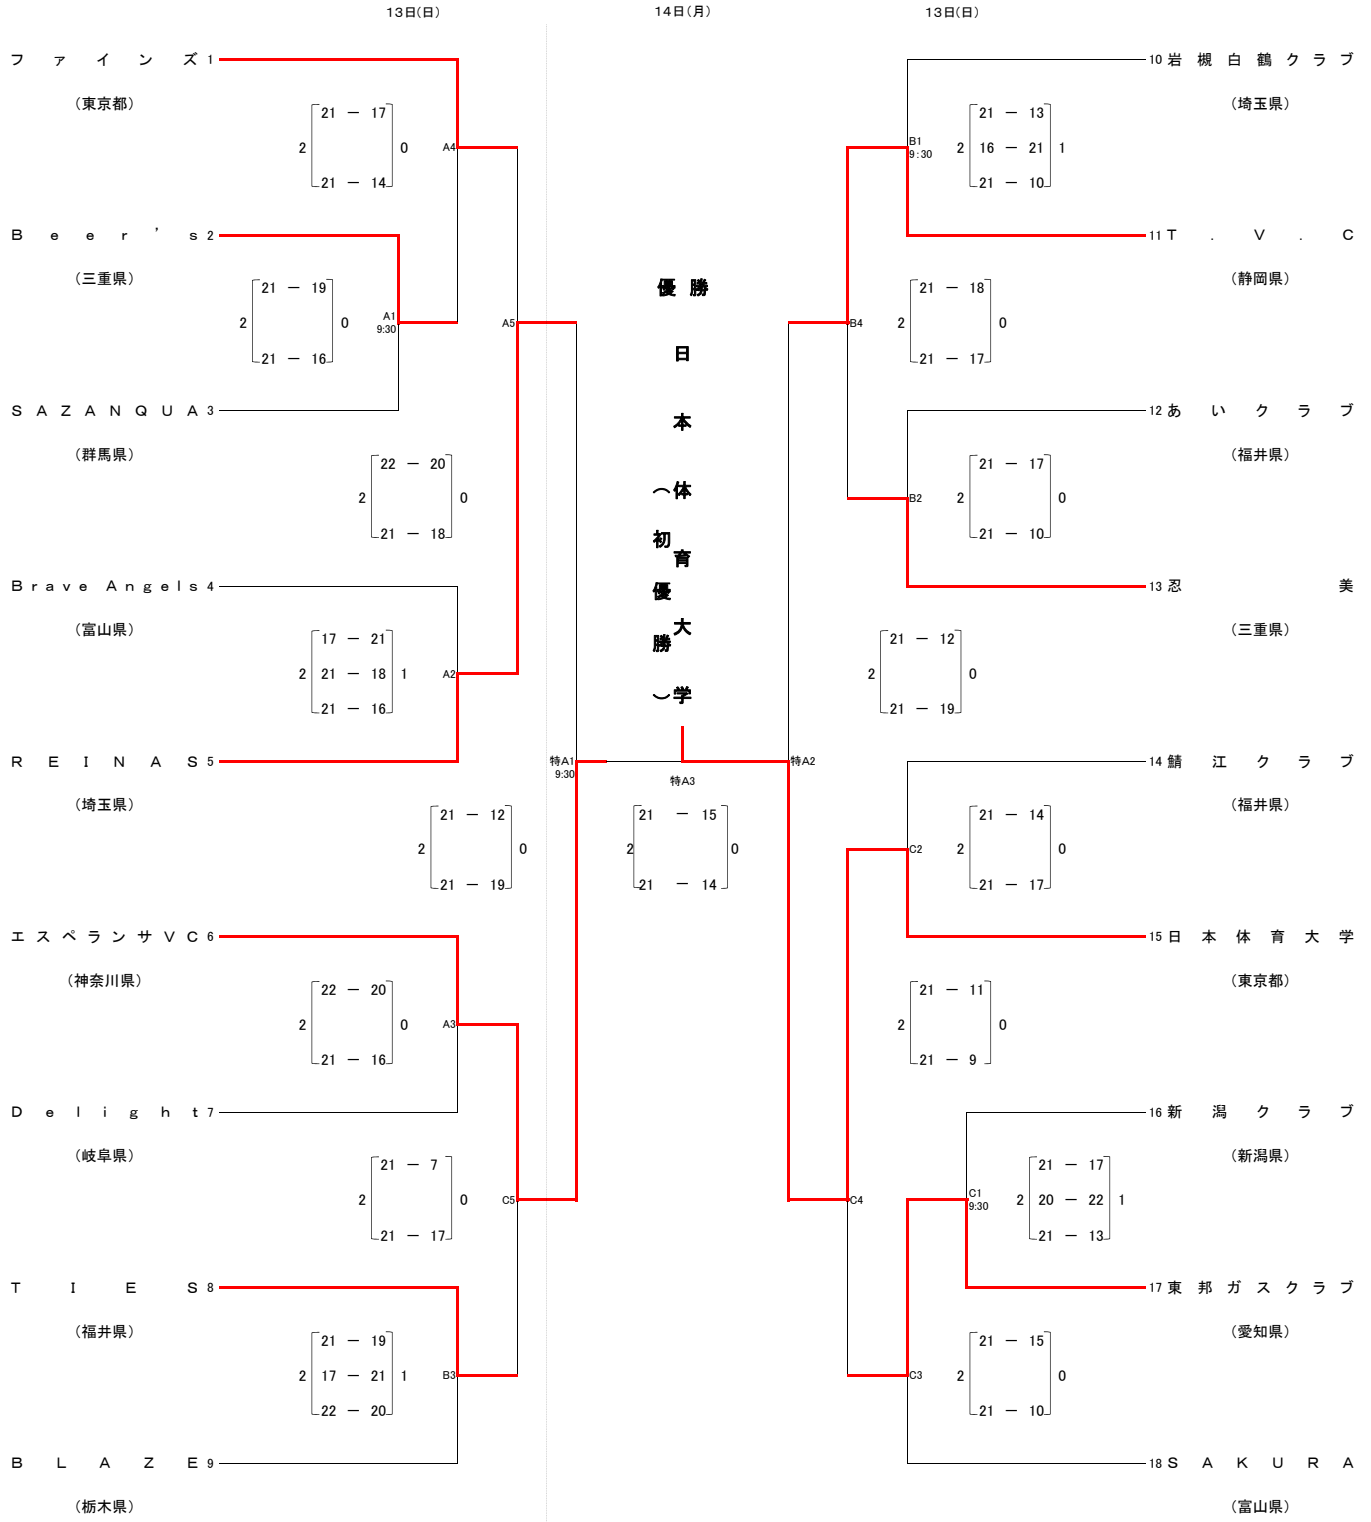 13日(日)
14日(月)
13日(日)
ファインズ 1
(東京都)
21 － 17
2 0 A4
21 － 14
Beer's 2
(三重県)
21 － 19
2 0 A1
9:30
21 － 16
A5
SAZANQUA 3
(群馬県)
22 － 20
2 0
21 － 18
Brave Angels 4
(富山県)
17 － 21
2 21 － 18 1 A2
21 － 16
REINAS 5
(埼玉県)
特A1
9:30
21 － 12
2 0
21 － 19
エスペランサVC 6
(神奈川県)
22 － 20
2 0 A3
21 － 16
Delight 7
(岐阜県)
21 － 7
2 0 C5
21 － 17
TIES 8
(福井県)
21 － 19
2 17 － 21 1 B3
22 － 20
BLAZE 9
(栃木県)
優勝
日本体育大学
(初優勝)
特A3
21 － 15
2 0
21 － 14
10 岩槻白鶴クラブ
(埼玉県)
B1
9:30
21 － 13
2 16 － 21 1
21 － 10
11 T.V.C
(静岡県)
21 － 18
B4 2 0
21 － 17
12 あいクラブ
(福井県)
21 － 17
B2 2 0
21 － 10
13 忍美
(三重県)
21 － 12
2 0
21 － 19
特A2
14 鯖江クラブ
(福井県)
21 － 14
C2 2 0
21 － 17
15 日本体育大学
(東京都)
21 － 11
2 0
21 － 9
16 新潟クラブ
(新潟県)
C4
C1
9:30
21 － 17
2 20 － 22 1
21 － 13
17 東邦ガスクラブ
(愛知県)
21 － 15
C3 2 0
21 － 10
18 SAKURA
(富山県)